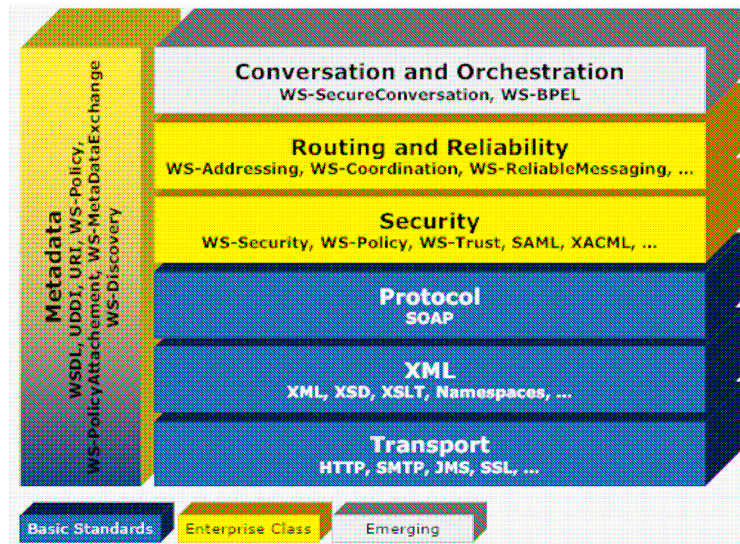 Conversation and Orchestration
WS-SecureConversation, WS-BPEL
Routing and Reliability
WS-Addressing, WS-Coordination, WS-ReliableMessaging, ...
Security
WS-Security, WS-Policy, WS-Trust, SAML, XACML, ...
Protocol
SOAP
XML
XML, XSD, XSLT, Namespaces, ...
Transport
HTTP, SMTP, JMS, SSL, ...
Metadata
WSDL, UDDI, URI, WS-Policy,
WS-PolicyAttachement, WS-MetaDataExchange
WS-Discovery
Basic Standards
Enterprise Class
Emerging